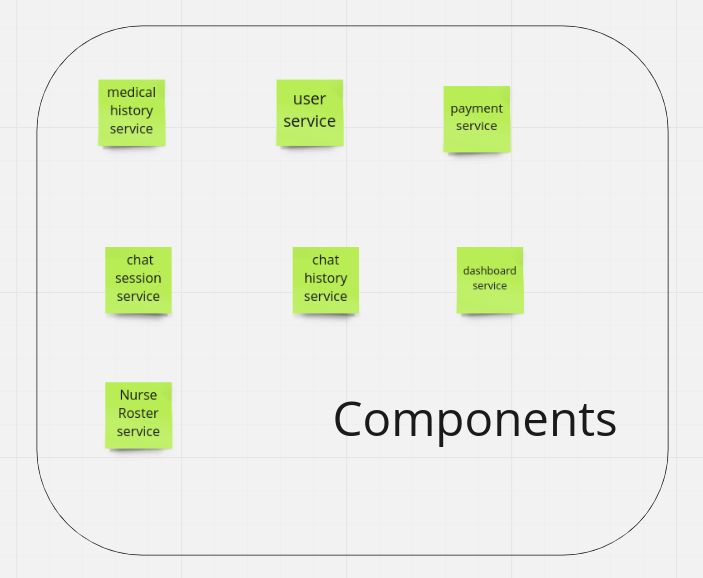 medical
history
service
user
service
payment
service
chat
session
service
chat
history
service
dashboard
service
Nurse
Roster
service
Components